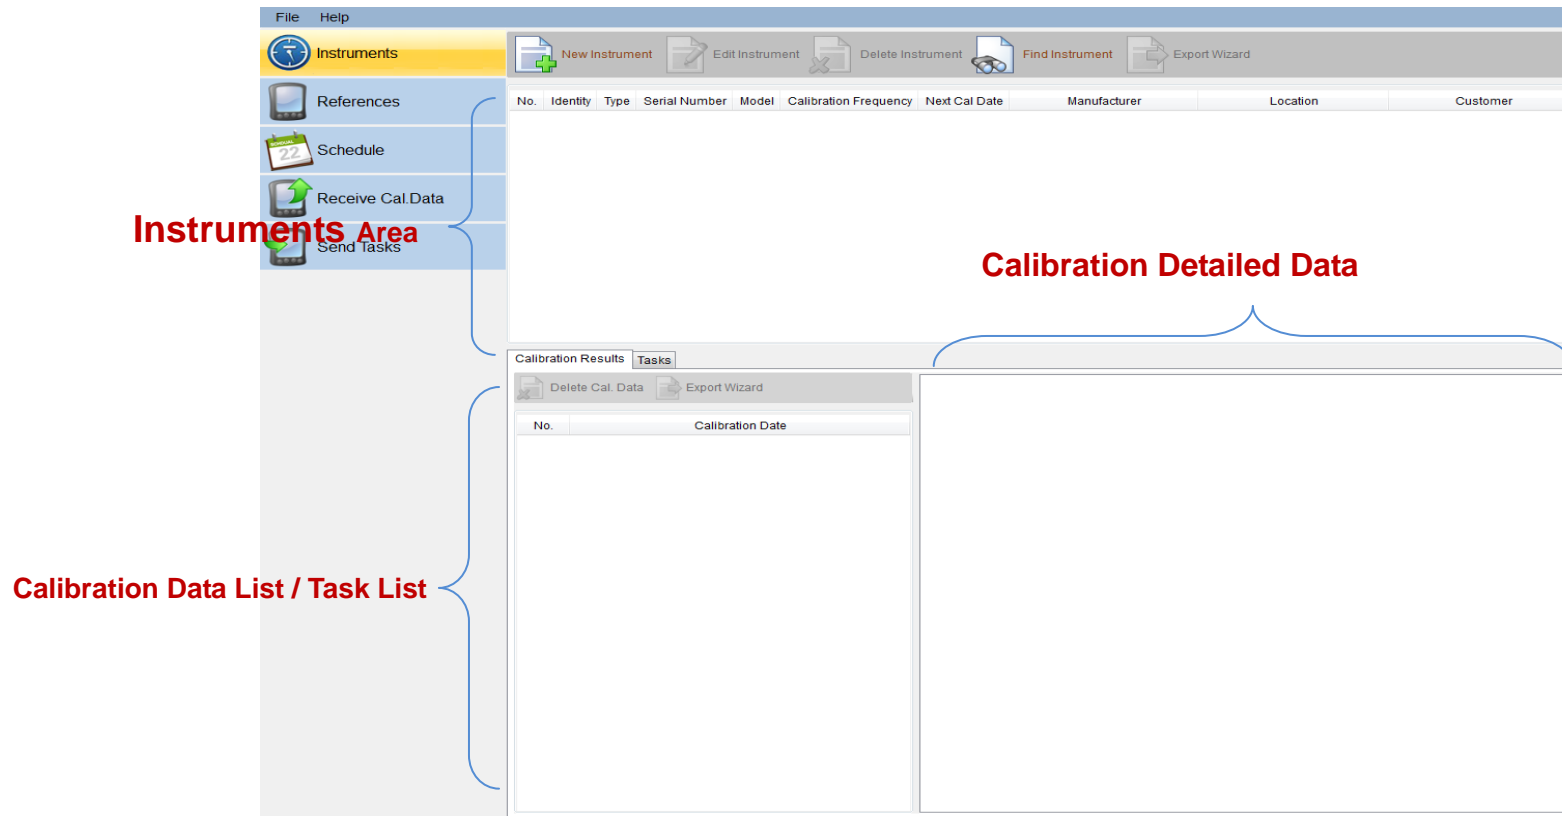 File Help
Instruments
New Instrument Edit Instrument Delete Instrument Find Instrument Export Wizard
References
No. Identity Type Serial Number Model Calibration Frequency Next Cal Date Manufacturer Location Customer
SCHEDUAL
22
Schedule
Receive Cal.Data
Instruments Area
Send Tasks
Calibration Detailed Data
Calibration Results Tasks
Delete Cal. Data Export Wizard
No. Calibration Date
Calibration Data List / Task List